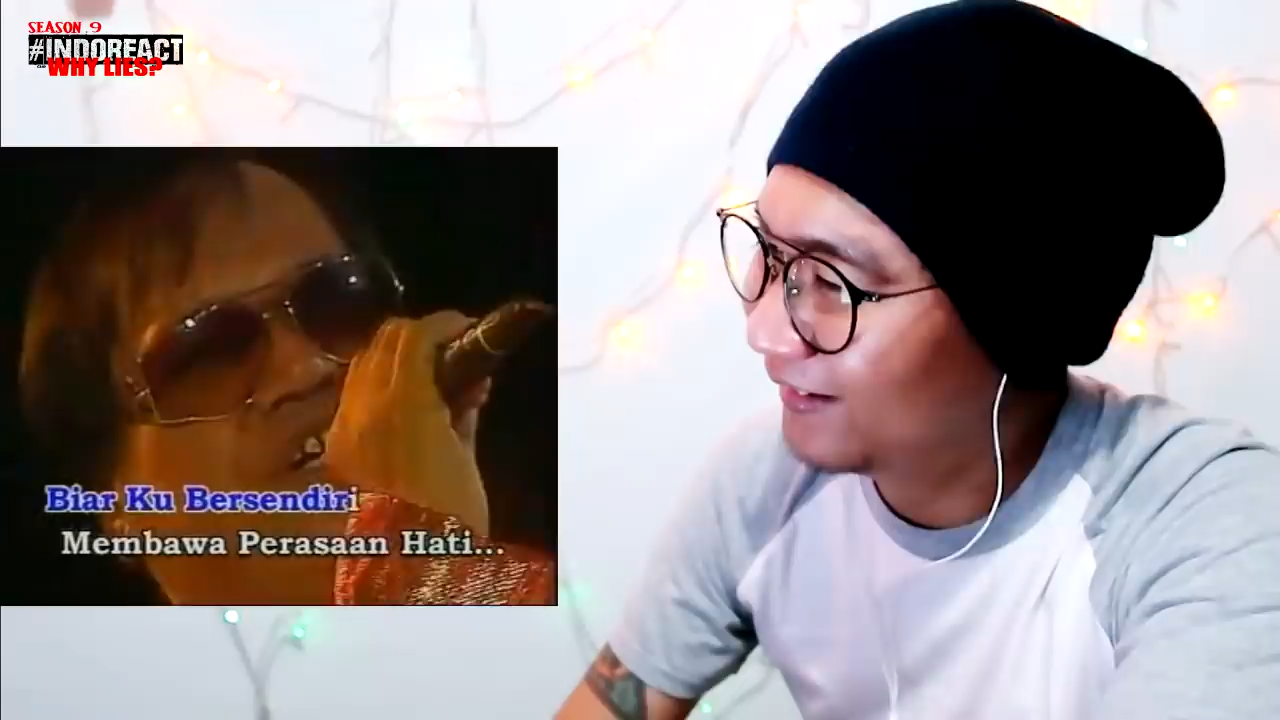 SEASON 9
#INDOREACT
WHY LIES?
Biar Ku Bersendiri
Membawa Perasaan Hati...